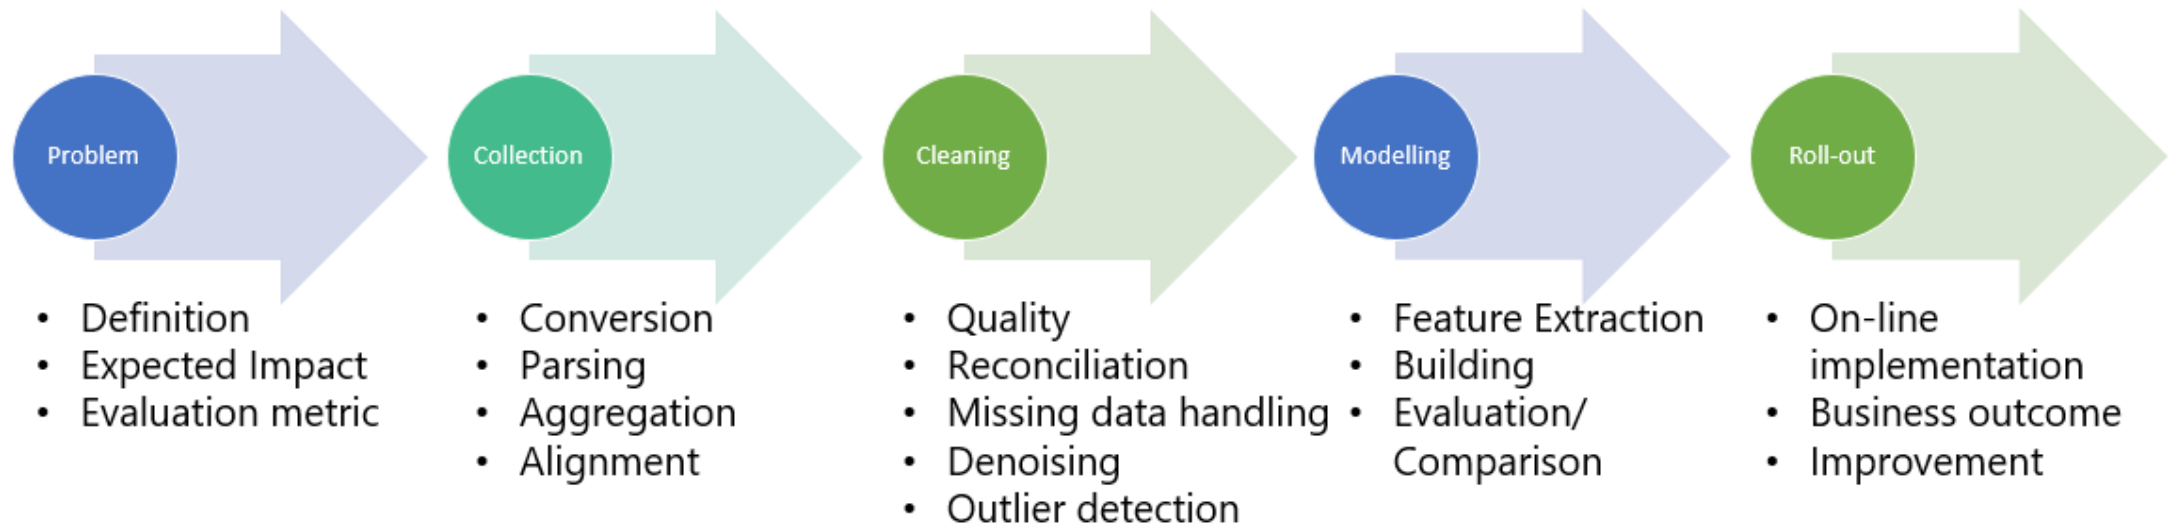 Problem
Collection
Cleaning
Modelling
Roll-out
• Definition
• Expected Impact
• Evaluation metric
• Conversion
• Parsing
• Aggregation
• Alignment
• Quality
• Reconciliation
• Missing data handling
• Denoising
• Outlier detection
• Feature Extraction
• Building
• Evaluation/
Comparison
• On-line
implementation
• Business outcome
• Improvement